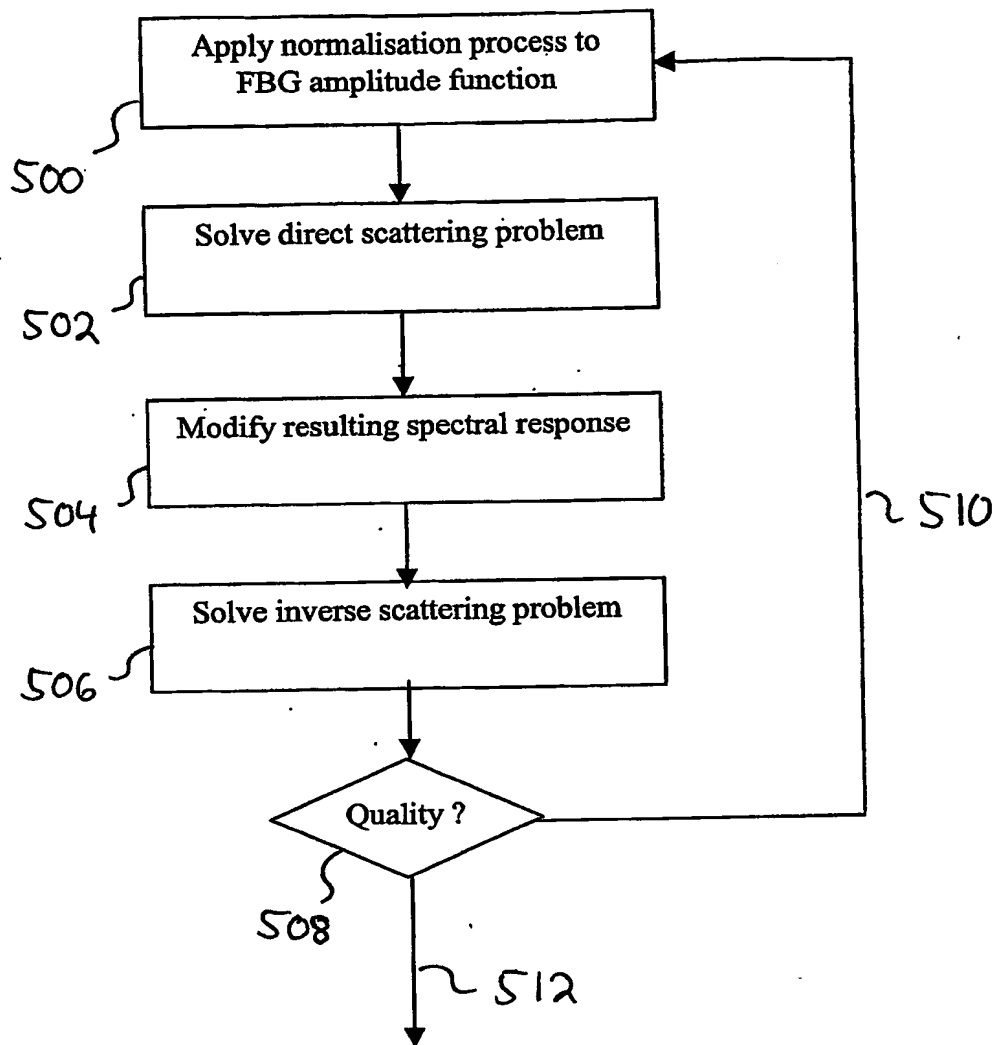 Apply normalisation process to
FBG amplitude function
500
Solve direct scattering problem
502
Modify resulting spectral response
504
510
Solve inverse scattering problem
506
Quality ?
508
512